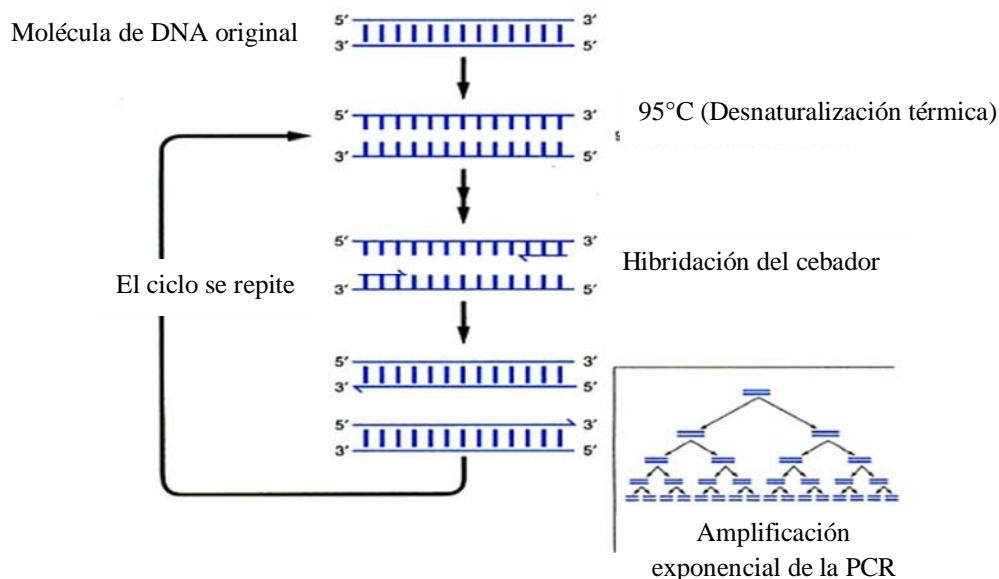 5′ 3′
Molécula de DNA original
3′ 5′
5′ 3′
95°C (Desnaturalización térmica)
3′ 5′
5′ 3′
Hibridación del cebador
El ciclo se repite
3′ 5′
5′ 3′
3′ 5′
5′ 3′
3′ 5′
Amplificación
exponencial de la PCR